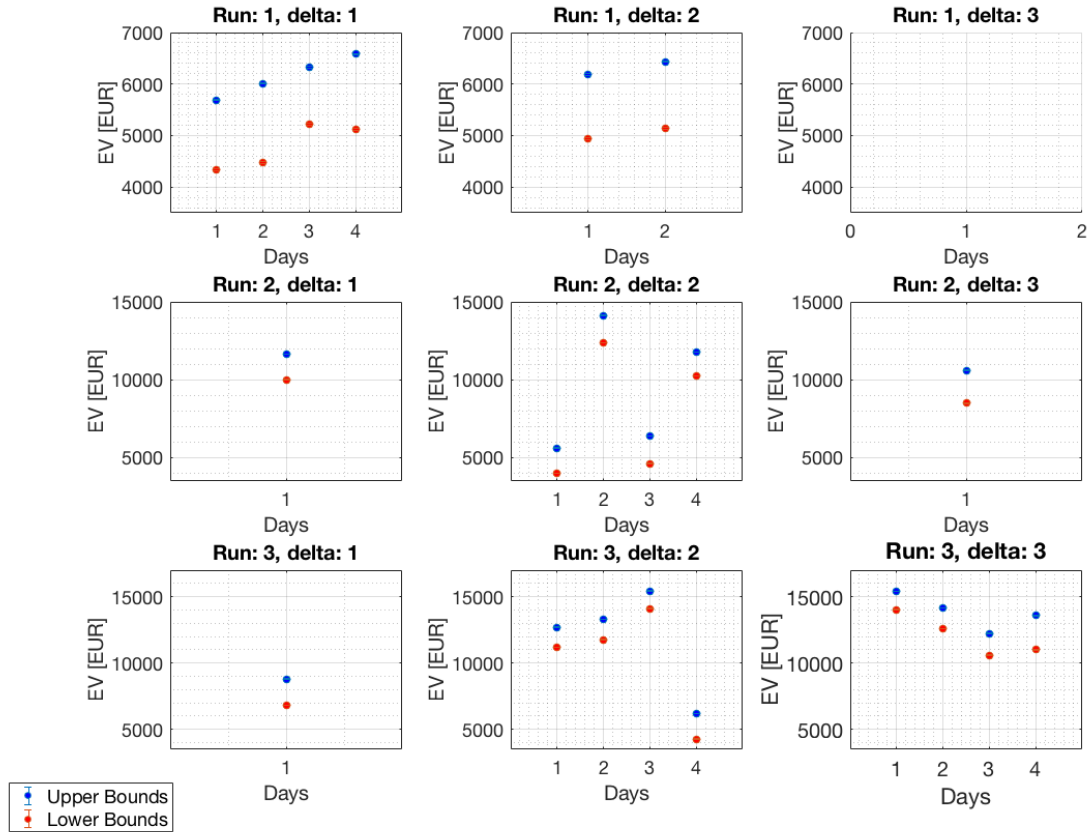 Run: 1, delta: 1
7000
6000
5000
4000
EV [EUR]
1 2 3 4
Days
Run: 1, delta: 2
7000
6000
5000
4000
EV [EUR]
1 2
Days
Run: 1, delta: 3
7000
6000
5000
4000
EV [EUR]
0 1 2
Days
Run: 2, delta: 1
15000
10000
5000
EV [EUR]
1
Days
Run: 2, delta: 2
15000
10000
5000
EV [EUR]
1 2 3 4
Days
Run: 2, delta: 3
15000
10000
5000
EV [EUR]
1
Days
Run: 3, delta: 1
15000
10000
5000
EV [EUR]
1
Days
Run: 3, delta: 2
15000
10000
5000
EV [EUR]
1 2 3 4
Days
Run: 3, delta: 3
15000
10000
5000
EV [EUR]
1 2 3 4
Days
Upper Bounds
Lower Bounds